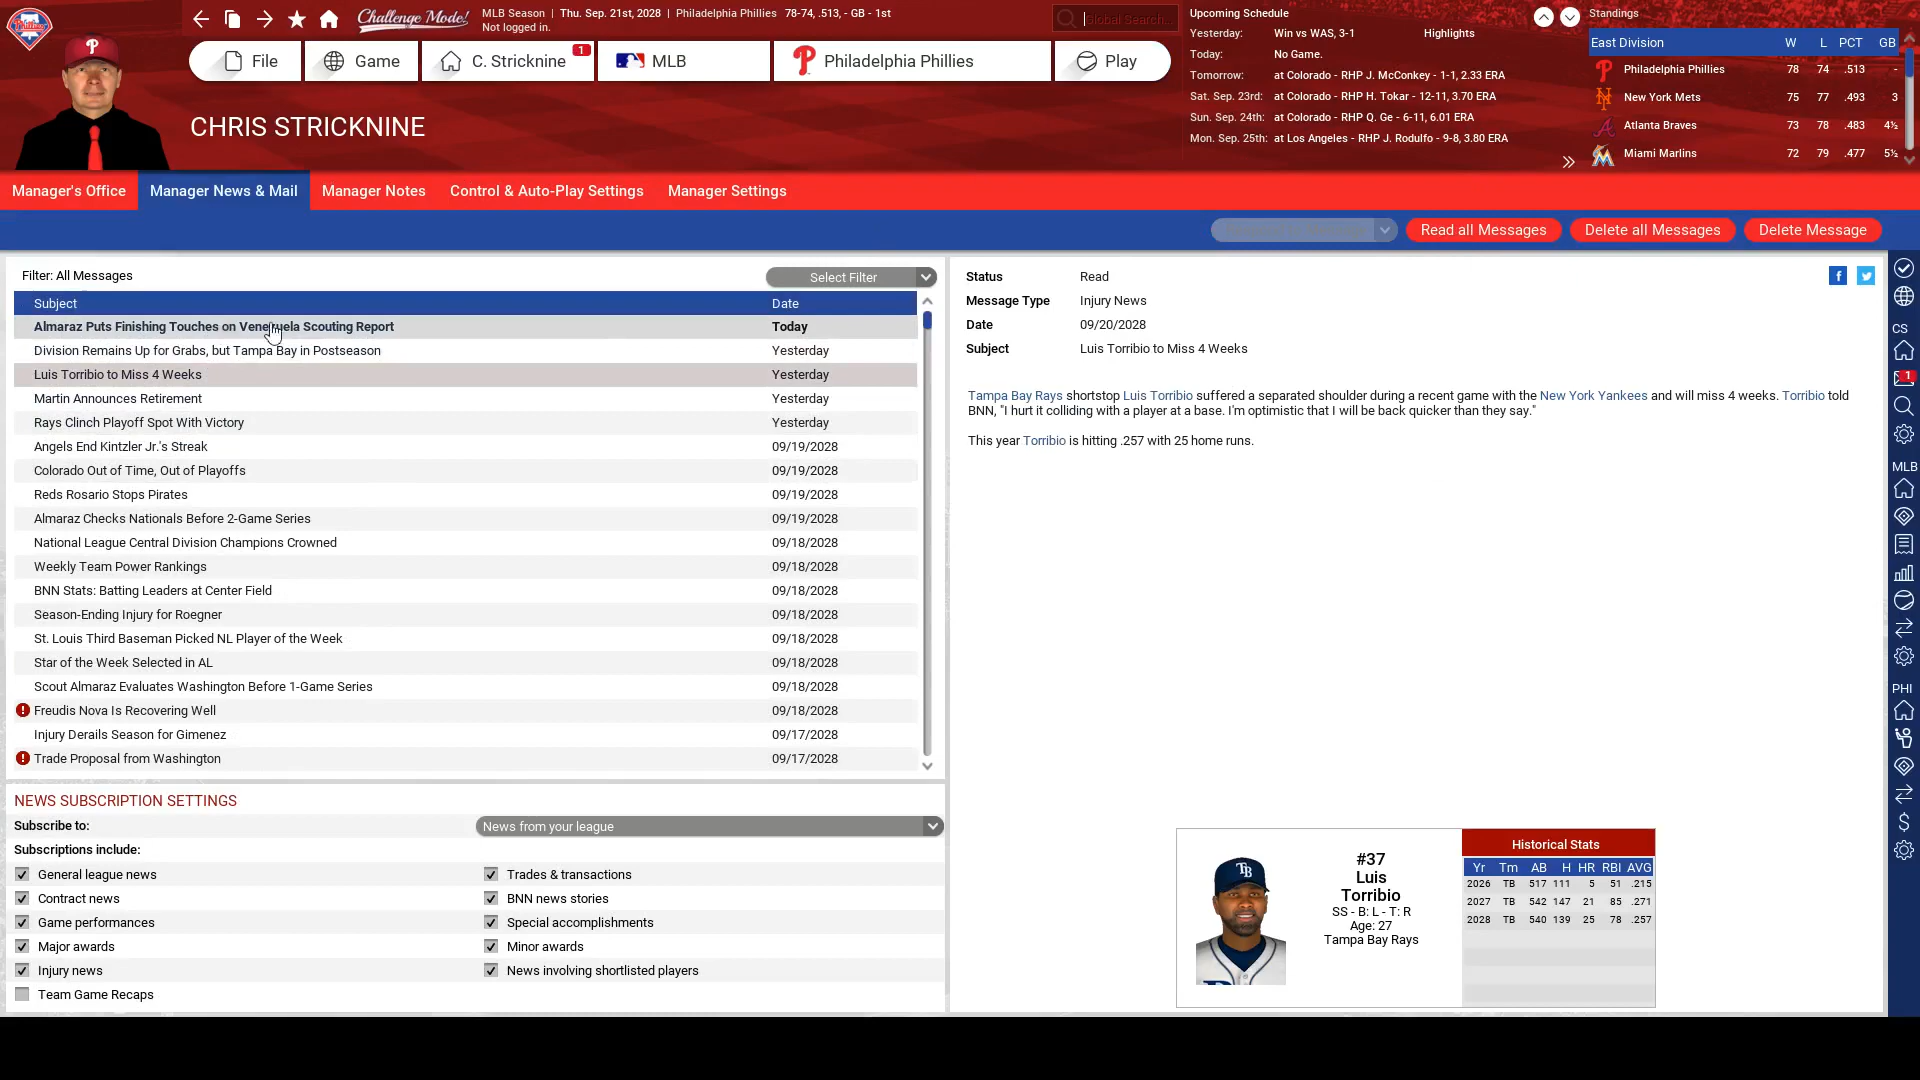 Challenge Mode!
MLB Season | Thu. Sep. 21st, 2028 | Philadelphia Phillies 78-74, .513, - GB - 1st
Not logged in.
Global Search...
File
Game
C. Stricknine 1
MLB
Philadelphia Phillies
Play
CHRIS STRICKNINE
Upcoming Schedule
Yesterday: Win vs WAS, 3-1 Highlights
Today: No Game.
Tomorrow: at Colorado - RHP J. McConkey - 1-1, 2.33 ERA
Sat. Sep. 23rd: at Colorado - RHP H. Tokar - 12-11, 3.70 ERA
Sun. Sep. 24th: at Colorado - RHP Q. Ge - 6-11, 6.01 ERA
Mon. Sep. 25th: at Los Angeles - RHP J. Rodulfo - 9-8, 3.80 ERA
Standings
East Division W L PCT GB
Philadelphia Phillies 78 74 .513 -
New York Mets 75 77 .493 3
Atlanta Braves 73 78 .483 4½
Miami Marlins 72 79 .477 5½
Manager's Office
Manager News & Mail
Manager Notes
Control & Auto-Play Settings
Manager Settings
Read all Messages
Delete all Messages
Delete Message
Filter: All Messages
Select Filter
Subject Date
Almaraz Puts Finishing Touches on Venezuela Scouting Report Today
Division Remains Up for Grabs, but Tampa Bay in Postseason Yesterday
Luis Torribio to Miss 4 Weeks Yesterday
Martin Announces Retirement Yesterday
Rays Clinch Playoff Spot With Victory Yesterday
Angels End Kintzler Jr.'s Streak 09/19/2028
Colorado Out of Time, Out of Playoffs 09/19/2028
Reds Rosario Stops Pirates 09/19/2028
Almaraz Checks Nationals Before 2-Game Series 09/19/2028
National League Central Division Champions Crowned 09/18/2028
Weekly Team Power Rankings 09/18/2028
BNN Stats: Batting Leaders at Center Field 09/18/2028
Season-Ending Injury for Roegner 09/18/2028
St. Louis Third Baseman Picked NL Player of the Week 09/18/2028
Star of the Week Selected in AL 09/18/2028
Scout Almaraz Evaluates Washington Before 1-Game Series 09/18/2028
! Freudis Nova Is Recovering Well 09/18/2028
Injury Derails Season for Gimenez 09/17/2028
! Trade Proposal from Washington 09/17/2028
NEWS SUBSCRIPTION SETTINGS
Subscribe to: News from your league
Subscriptions include:
General league news Trades & transactions
Contract news BNN news stories
Game performances Special accomplishments
Major awards Minor awards
Injury news News involving shortlisted players
Team Game Recaps
Status Read
Message Type Injury News
Date 09/20/2028
Subject Luis Torribio to Miss 4 Weeks
Tampa Bay Rays shortstop Luis Torribio suffered a separated shoulder during a recent game with the New York Yankees and will miss 4 weeks. Torribio told
BNN, "I hurt it colliding with a player at a base. I'm optimistic that I will be back quicker than they say."
This year Torribio is hitting .257 with 25 home runs.
#37
Luis
Torribio
SS - B: L - T: R
Age: 27
Tampa Bay Rays
Historical Stats
Yr Tm AB H HR RBI AVG
2026 TB 517 111 5 51 .215
2027 TB 542 147 21 85 .271
2028 TB 540 139 25 78 .257
CS
1
MLB
PHI